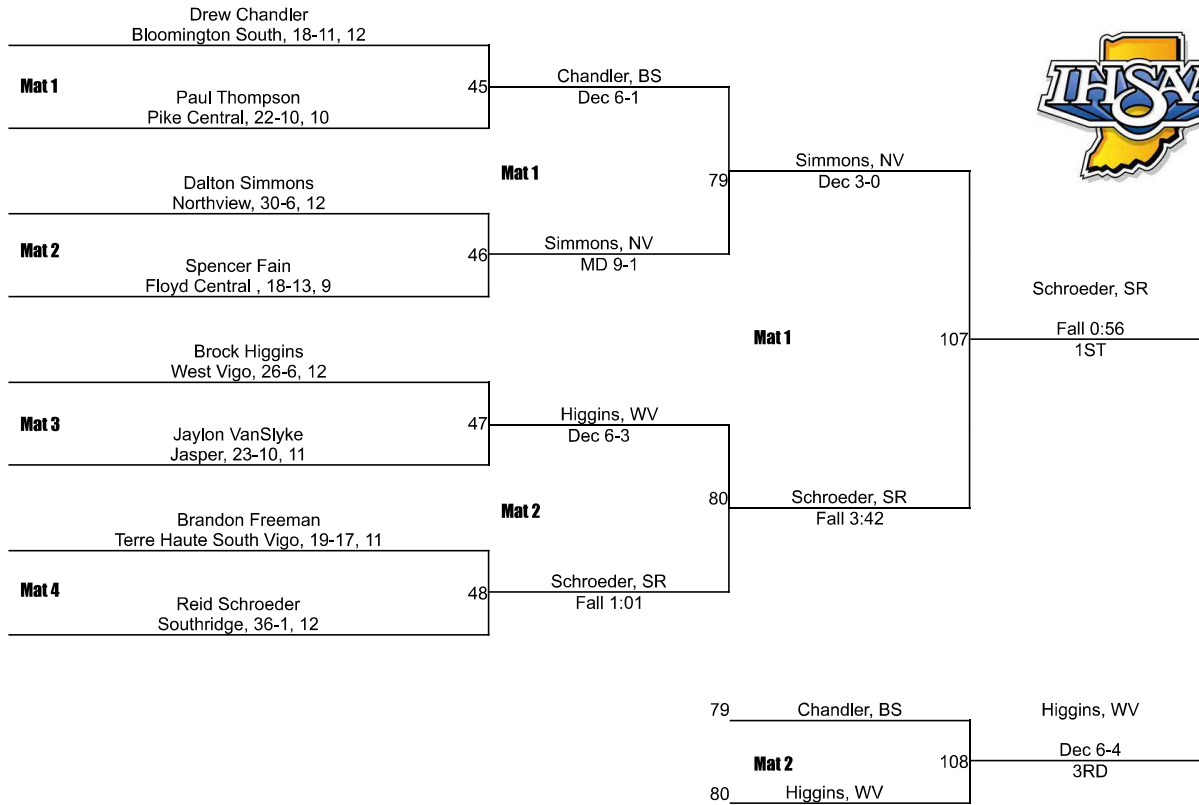 Drew Chandler
Bloomington South, 18-11, 12
Mat 1
45
Paul Thompson
Pike Central, 22-10, 10
Chandler, BS
Dec 6-1
Mat 1
79
Dalton Simmons
Northview, 30-6, 12
Mat 2
46
Spencer Fain
Floyd Central , 18-13, 9
Simmons, NV
MD 9-1
Simmons, NV
Dec 3-0
IHSAA
Mat 1
107
Schroeder, SR
Fall 0:56
1ST
Brock Higgins
West Vigo, 26-6, 12
Mat 3
47
Jaylon VanSlyke
Jasper, 23-10, 11
Higgins, WV
Dec 6-3
Mat 2
80
Schroeder, SR
Fall 3:42
Brandon Freeman
Terre Haute South Vigo, 19-17, 11
Mat 4
48
Reid Schroeder
Southridge, 36-1, 12
Schroeder, SR
Fall 1:01
79
Chandler, BS
Mat 2
108
80
Higgins, WV
Higgins, WV
Dec 6-4
3RD